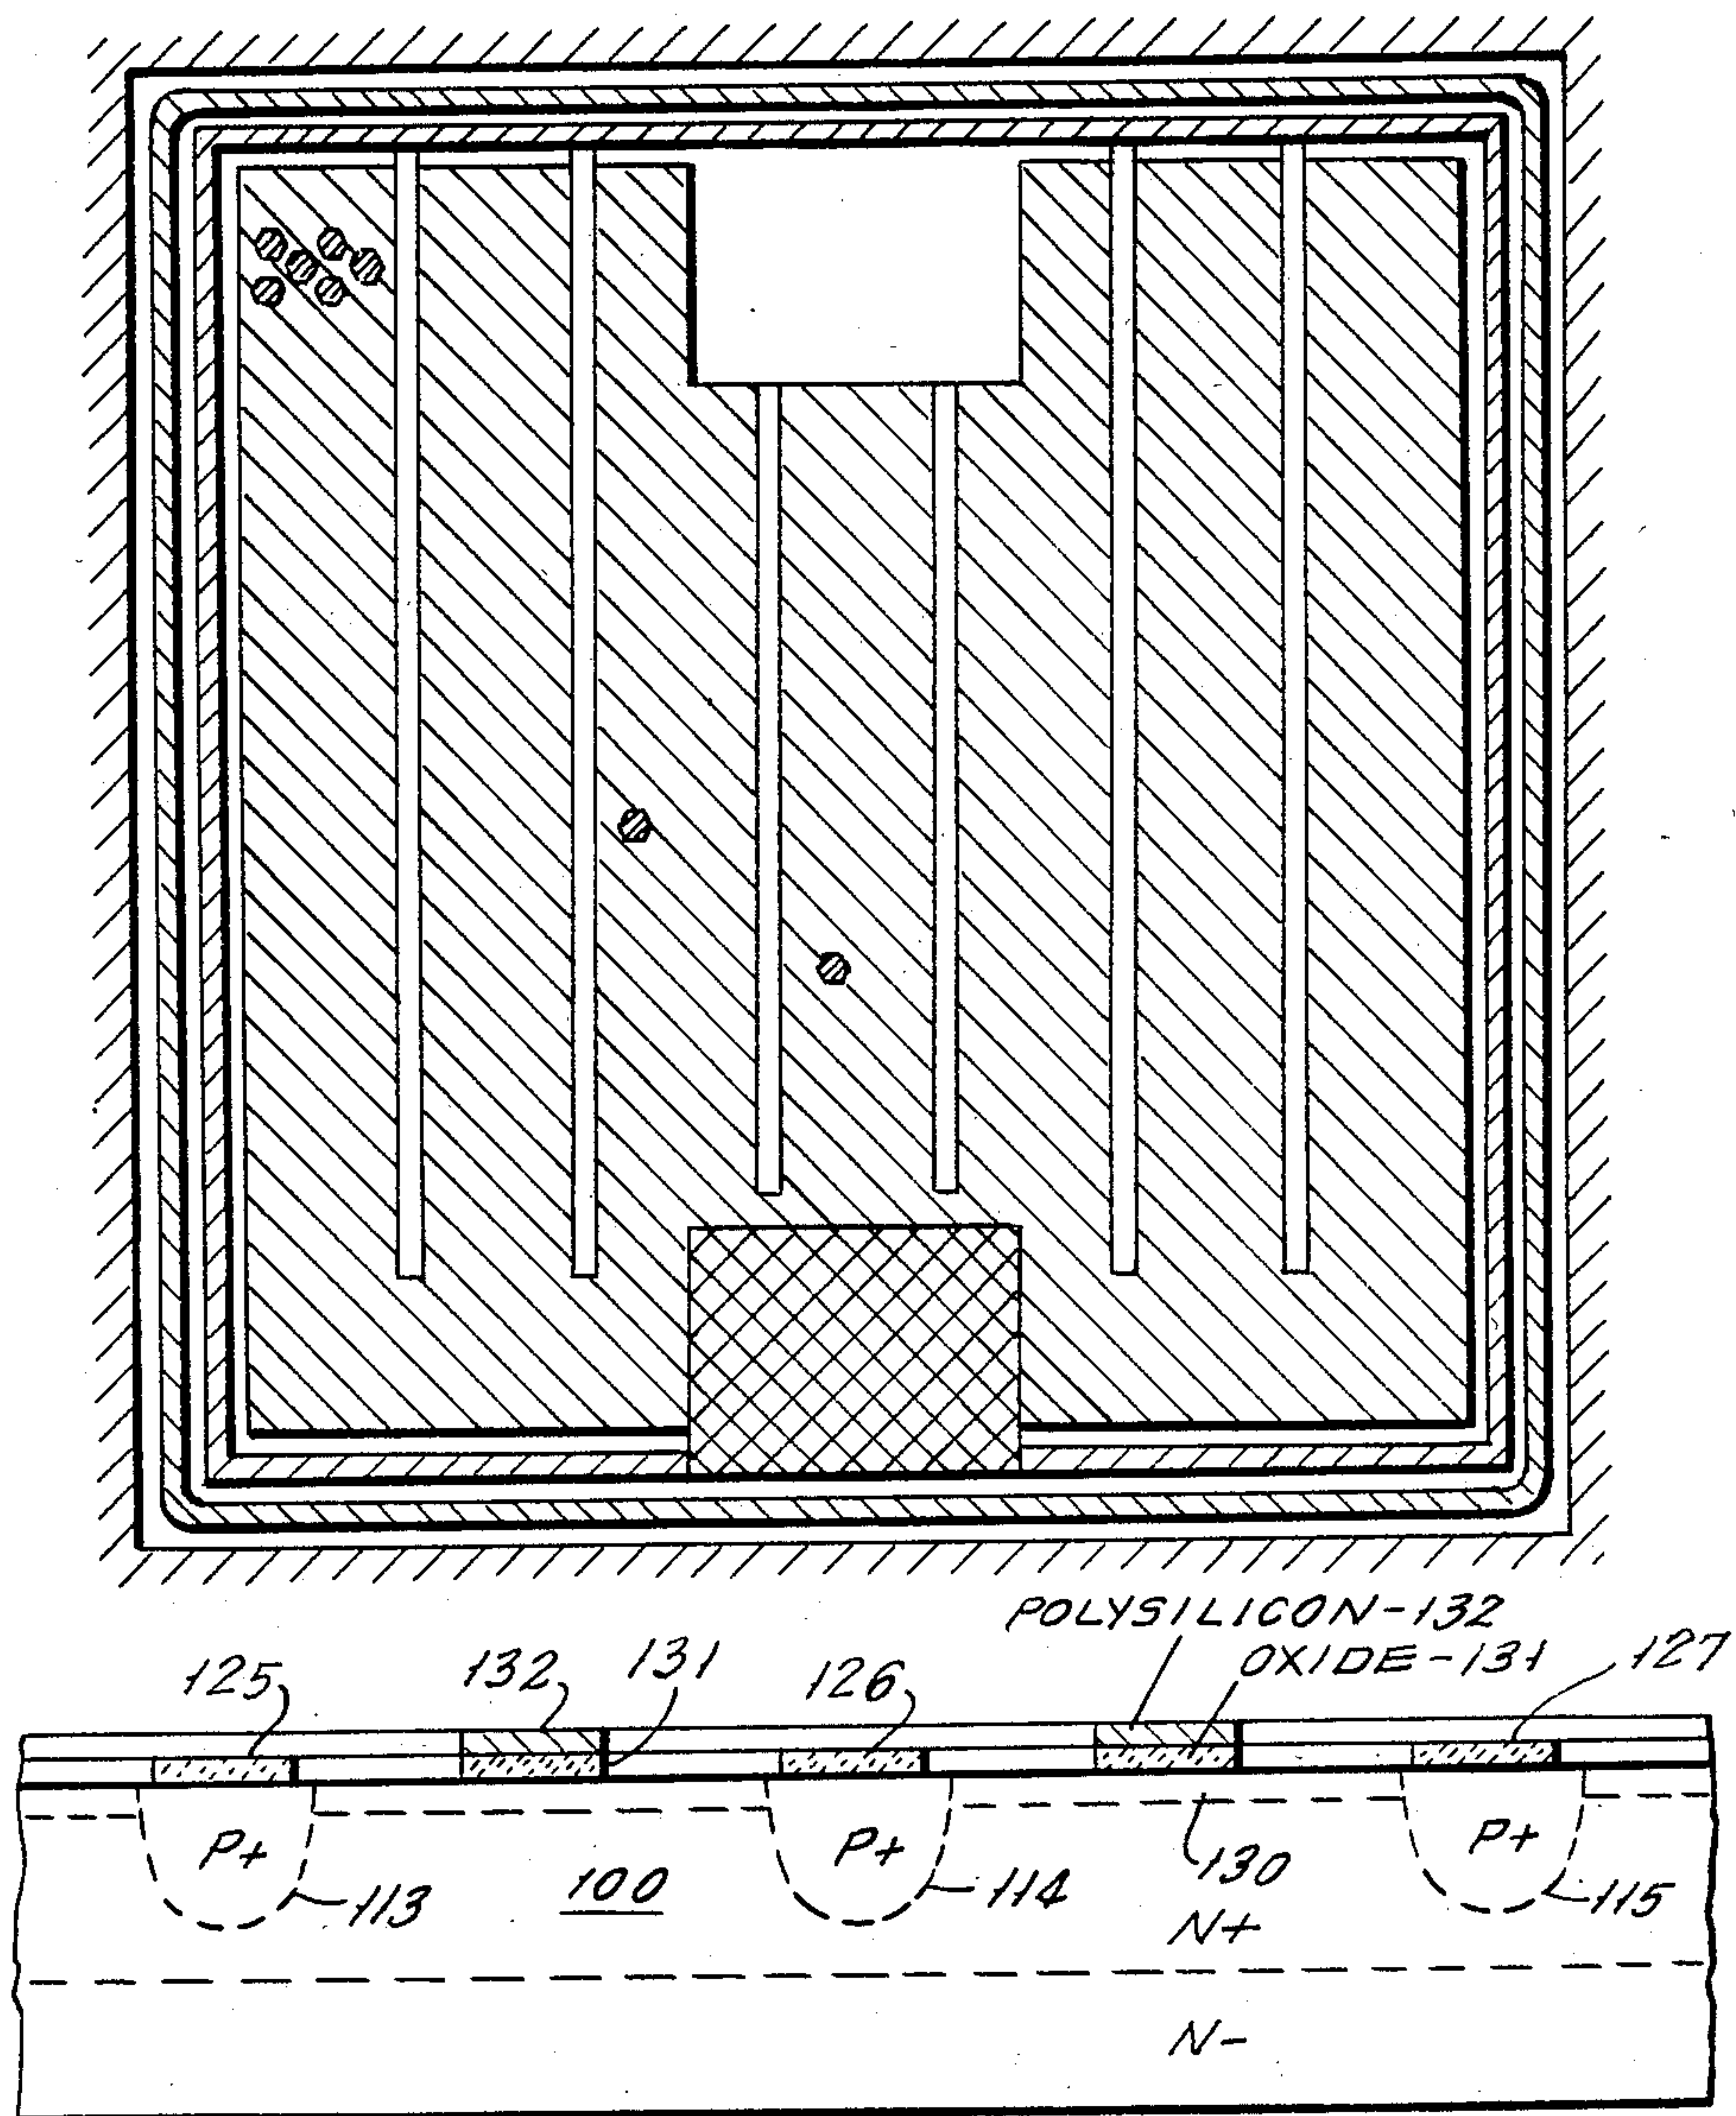 POLYSILICON-132
125 132 131 126 OXIDE-131 127
P+ P+ 130 P+
113 100 114 115
N+
N-